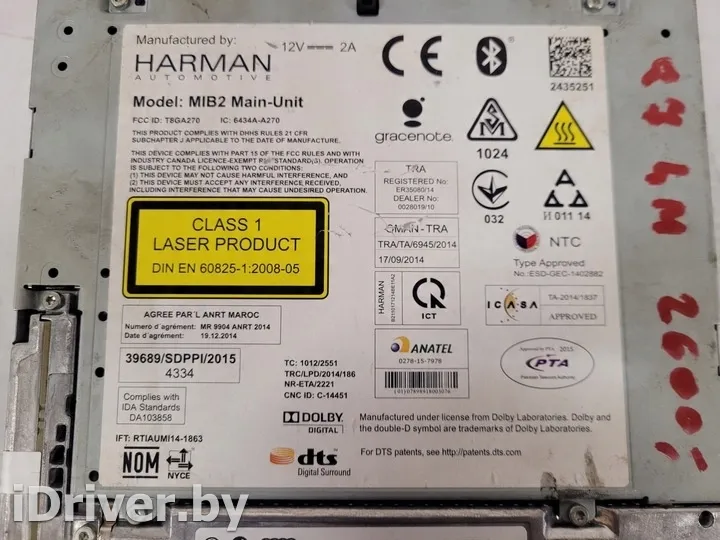 Manufactured by:
HARMAN
AUTOMOTIVE
12V 2A
Model: MIB2 Main-Unit
FCC ID: T8GA270 IC: 6434A-A270
THIS PRODUCT COMPLIES WITH DHHS RULES 21 CFR
SUBCHAPTER J APPLICABLE TO THE DATE OF MANUFACTURE.
THIS DEVICE COMPLIES WITH PART 15 OF THE FCC RULES AND WITH
INDUSTRY CANADA LICENCE-EXEMPT RSS STANDARD(S). OPERATION
IS SUBJECT TO THE FOLLOWING TWO CONDITIONS:
(1) THIS DEVICE MAY NOT CAUSE HARMFUL INTERFERENCE, AND
(2) THIS DEVICE MUST ACCEPT ANY INTERFERENCE RECEIVED,
INCLUDING INTERFERENCE THAT MAY CAUSE UNDESIRED OPERATION.
CLASS 1
LASER PRODUCT
DIN EN 60825-1:2008-05
AGREE PAR L ANRT MAROC
Numero d'agrément: MR 9904 ANRT 2014
Date d'agrément: 19.12.2014
39689/SDPPI/2015
4334
Complies with
IDA Standards
DA103858
IFT: RTIAUMI14-1863
NOM
NYCE
TC: 1012/2551
TRC/LPD/2014/186
NR-ETA/2221
CNC ID: C-14451
DOLBY
DIGITAL
dts
Digital Surround
CE
2435251
gracenote.
1024
TRA
REGISTERED No:
ER35080/14
DEALER No:
0028019/10
032
И 011 14
OMAN - TRA
TRA/TA/6945/2014
17/09/2014
NTC
Type Approved
No.:ESD-GEC-1402882
HARMAN
ICT
ICASA
TA-2014/1837
APPROVED
ANATEL
0278-15-7978
(01)07898918003076
Approved by PTA 2015
PTA
Pakistan Telecom Authority
Manufactured under license from Dolby Laboratories. Dolby and
the double-D symbol are trademarks of Dolby Laboratories.
For DTS patents, see http://patents.dts.com
2600,-
iDriver.by